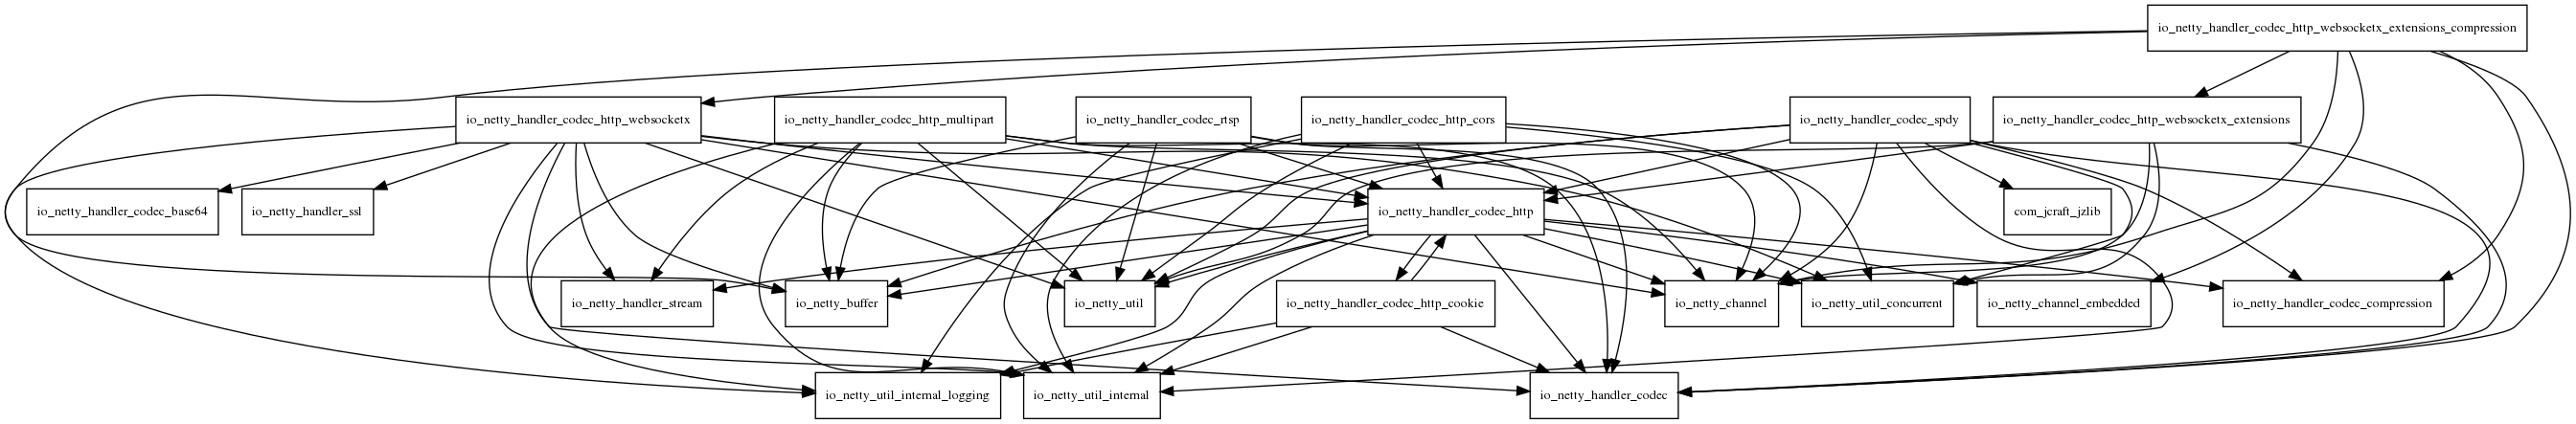 io_netty_handler_codec_http_websocketx_extensions_compression
io_netty_handler_codec_http_websocketx
io_netty_handler_codec_http_multipart
io_netty_handler_codec_rtsp
io_netty_handler_codec_http_cors
io_netty_handler_codec_spdy
io_netty_handler_codec_http_websocketx_extensions
io_netty_handler_codec_base64
io_netty_handler_ssl
io_netty_handler_codec_http
com_jcraft_jzlib
io_netty_handler_stream
io_netty_buffer
io_netty_util
io_netty_handler_codec_http_cookie
io_netty_channel
io_netty_util_concurrent
io_netty_channel_embedded
io_netty_handler_codec_compression
io_netty_util_internal_logging
io_netty_util_internal
io_netty_handler_codec